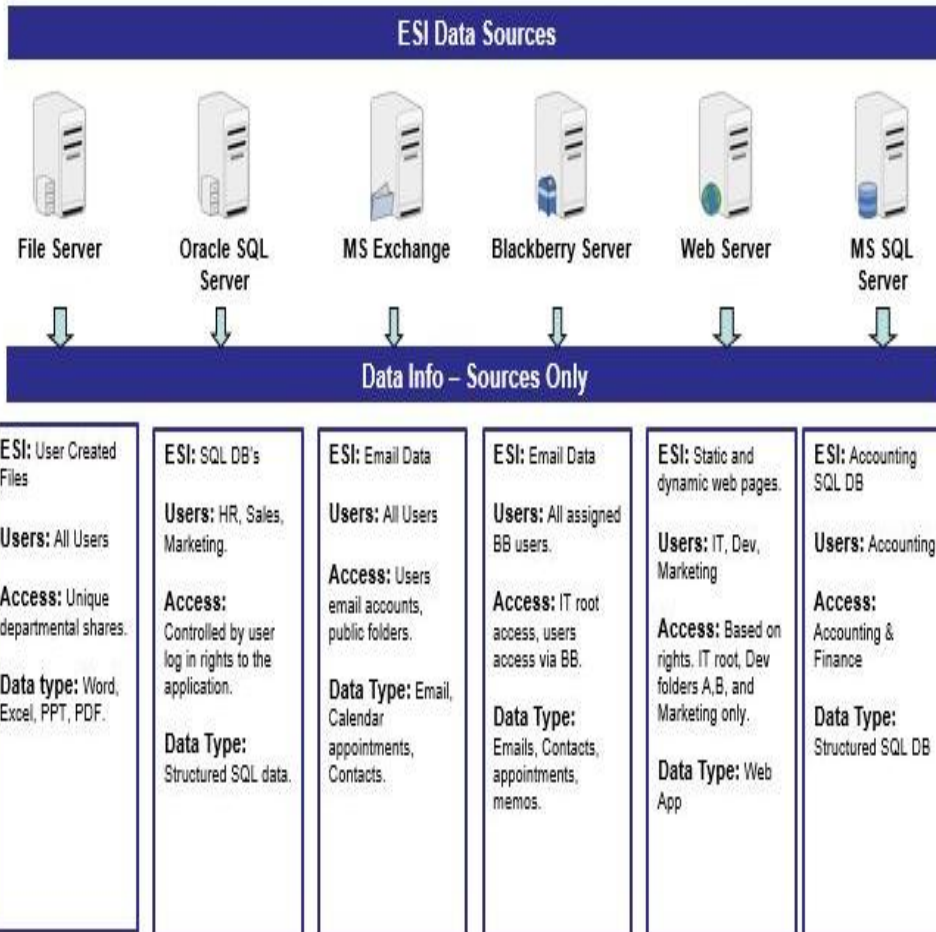 ESI Data Sources
File Server
Oracle SQL
Server
MS Exchange
Blackberry Server
Web Server
MS SQL
Server
Data Info – Sources Only
ESI: User Created
Files
Users: All Users
Access: Unique
departmental shares.
Data type: Word,
Excel, PPT, PDF.
ESI: SQL DB's
Users: HR, Sales,
Marketing.
Access:
Controlled by user
log in rights to the
application.
Data Type:
Structured SQL data.
ESI: Email Data
Users: All Users
Access: Users
email accounts,
public folders.
Data Type: Email,
Calendar
appointments,
Contacts.
ESI: Email Data
Users: All assigned
BB users.
Access: IT root
access, users
access via BB.
Data Type:
Emails, Contacts,
appointments,
memos.
ESI: Static and
dynamic web pages.
Users: IT, Dev,
Marketing
Access: Based on
rights. IT root, Dev
folders A,B, and
Marketing only.
Data Type: Web
App
ESI: Accounting
SQL DB
Users: Accounting
Access:
Accounting &
Finance
Data Type:
Structured SQL DB